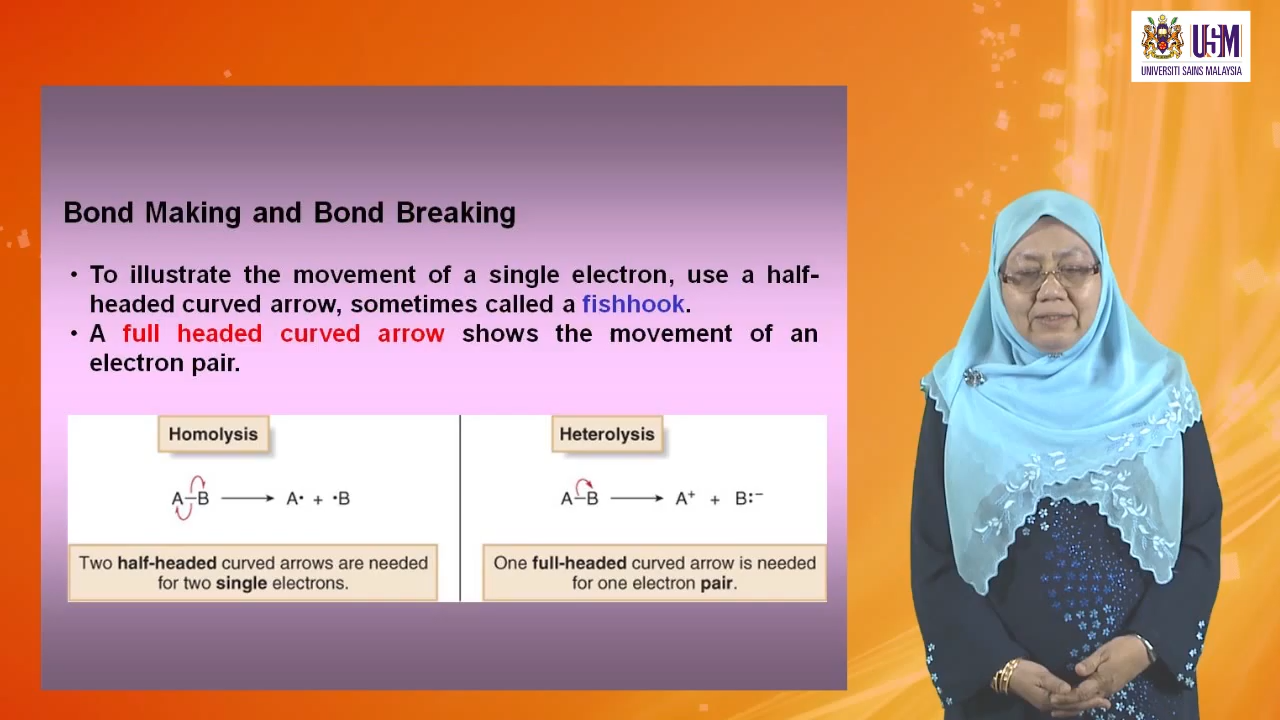 USM
UNIVERSITI SAINS MALAYSIA
Bond Making and Bond Breaking
• To illustrate the movement of a single electron, use a half-
headed curved arrow, sometimes called a fishhook.
• A full headed curved arrow shows the movement of an
electron pair.
Homolysis
A–B ⟶ A• + •B
Two half-headed curved arrows are needed
for two single electrons.
Heterolysis
A–B ⟶ A⁺ + B:⁻
One full-headed curved arrow is needed
for one electron pair.